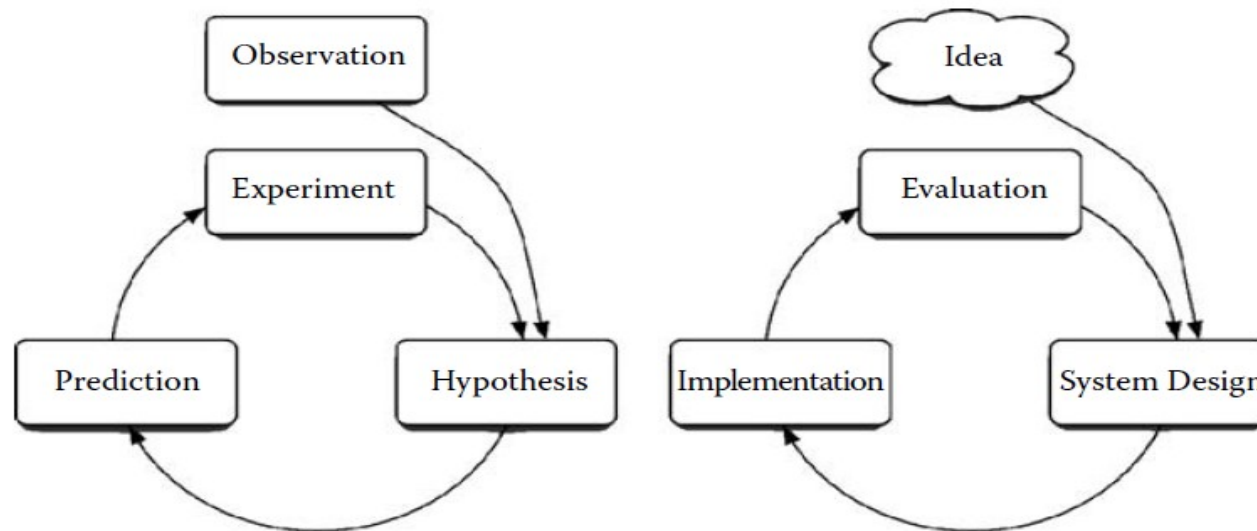 Observation
Experiment
Prediction
Hypothesis
Idea
Evaluation
Implementation
System Design